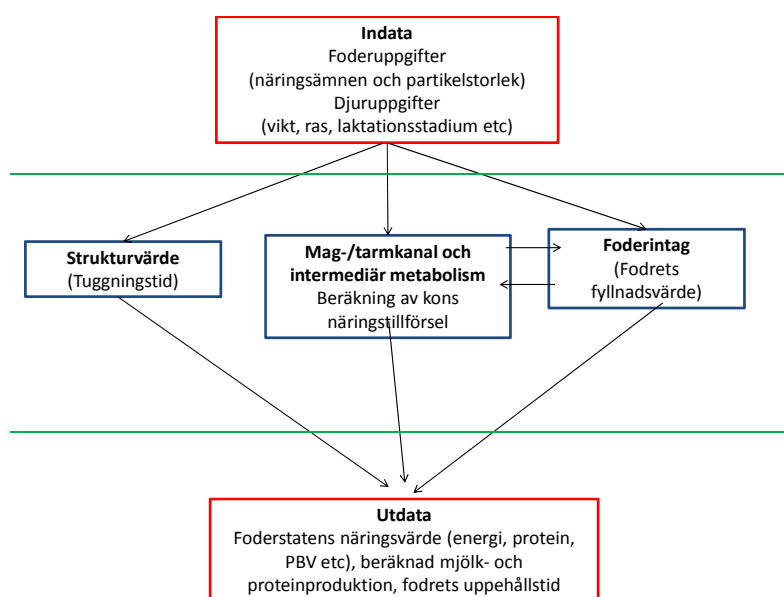 Indata
Foderuppgifter
(näringsämnen och partikelstorlek)
Djuruppgifter
(vikt, ras, laktationsstadium etc)
Strukturvärde
(Tuggningstid)
Mag-/tarmkanal och
intermediär metabolism
Beräkning av kons
näringstillförsel
Foderintag
(Fodrets
fyllnadsvärde)
Utdata
Foderstatens näringsvärde (energi, protein,
PBV etc), beräknad mjölk- och
proteinproduktion, fodrets uppehållstid